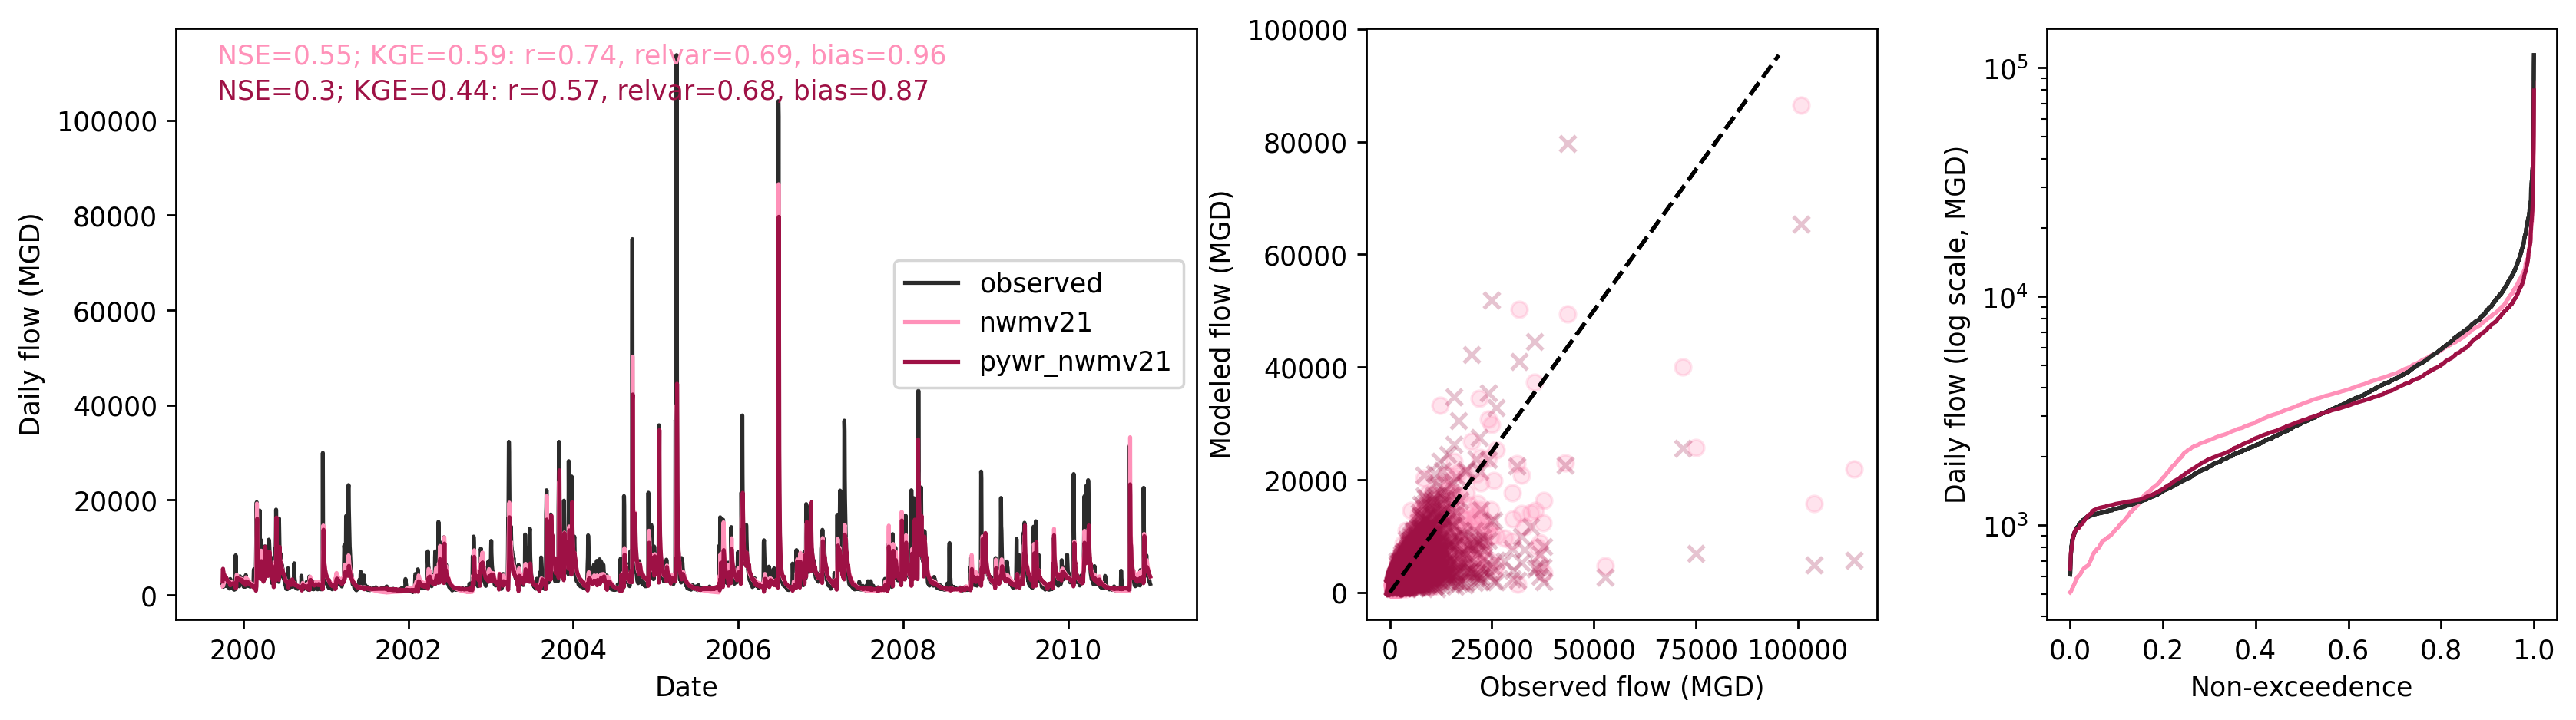 NSE=0.55; KGE=0.59: r=0.74, relvar=0.69, bias=0.96
NSE=0.3; KGE=0.44: r=0.57, relvar=0.68, bias=0.87
Daily flow (MGD)
100000
80000
60000
40000
20000
0
observed
nwmv21
pywr_nwmv21
2000 2002 2004 2006 2008 2010
Date
Modeled flow (MGD)
100000
80000
60000
40000
20000
0
0 25000 50000 75000 100000
Observed flow (MGD)
Daily flow (log scale, MGD)
10^5
10^4
10^3
0.0 0.2 0.4 0.6 0.8 1.0
Non-exceedence